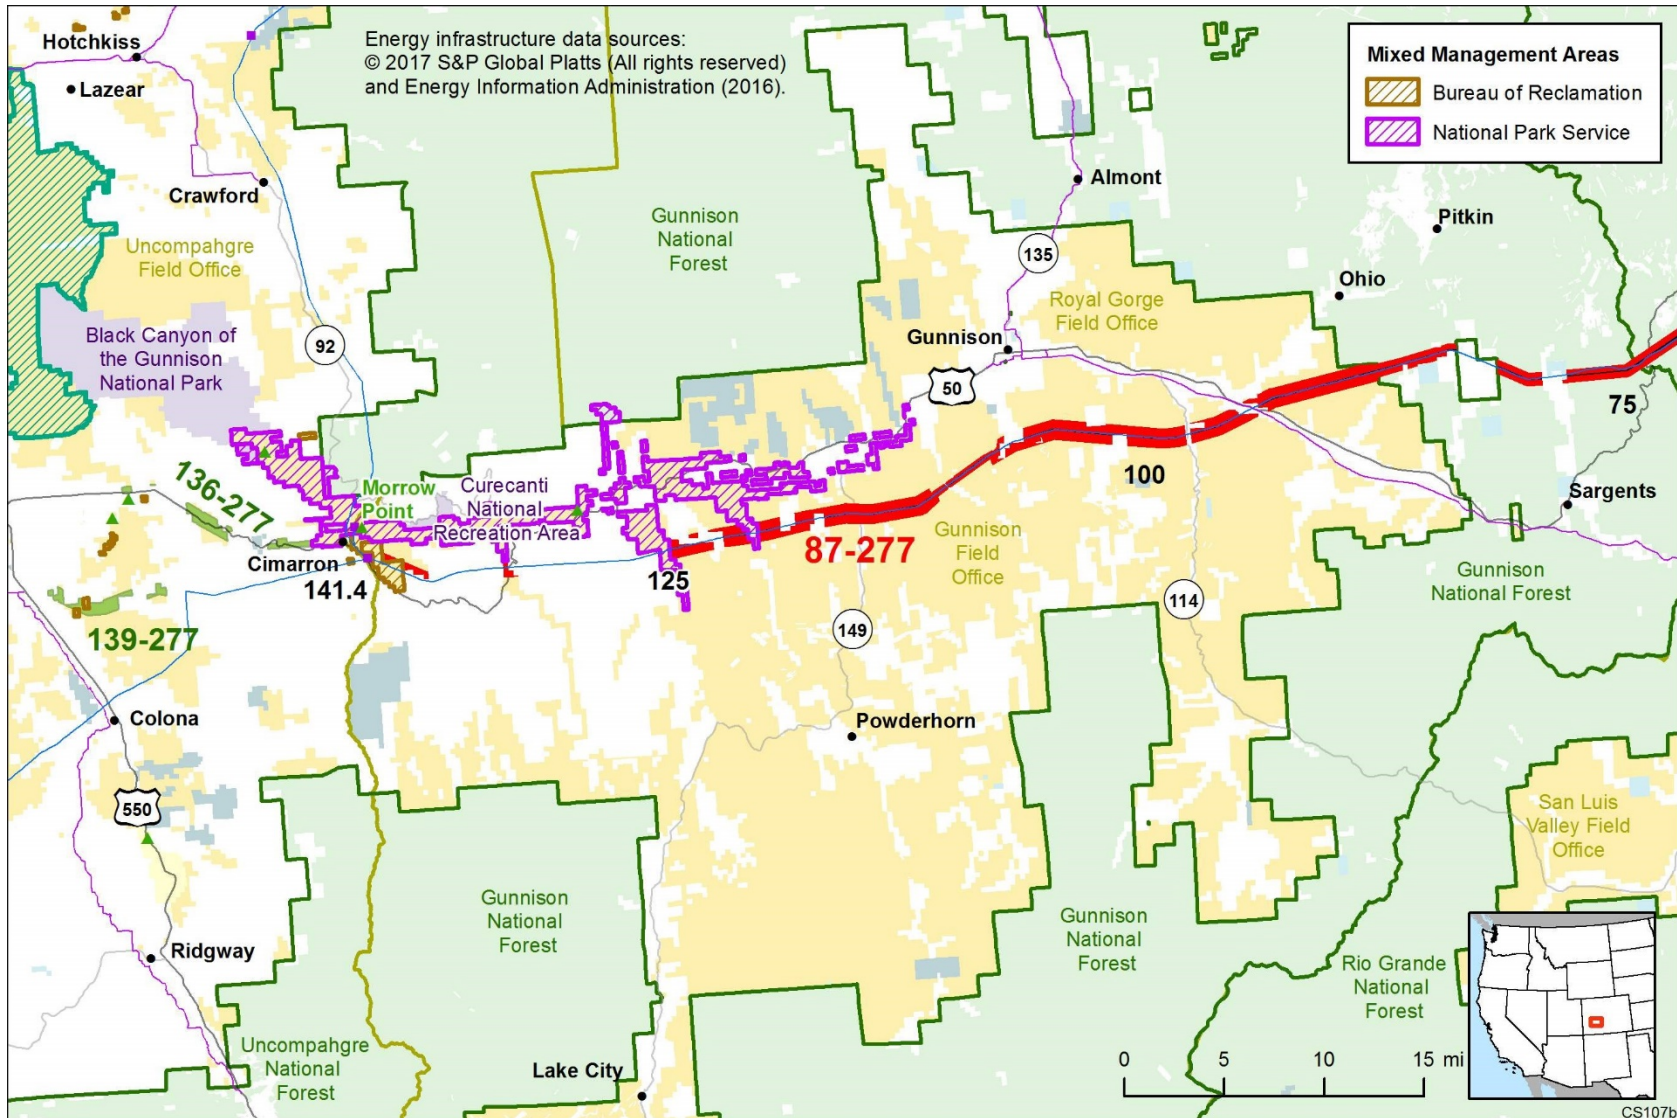 Energy infrastructure data sources:
© 2017 S&P Global Platts (All rights reserved)
and Energy Information Administration (2016).
Mixed Management Areas
Bureau of Reclamation
National Park Service
Hotchkiss
Lazear
Crawford
Almont
Pitkin
Gunnison
National
Forest
Uncompahgre
Field Office
135
Ohio
Royal Gorge
Field Office
Black Canyon of
the Gunnison
National Park
92
Gunnison
50
75
136-277
Morrow
Point
Curecanti
National
Recreation Area
100
Sargents
Cimarron
141.4
125
87-277
Gunnison
Field
Office
Gunnison
National Forest
114
149
139-277
Colona
Powderhorn
550
San Luis
Valley Field
Office
Gunnison
National
Forest
Gunnison
National
Forest
Ridgway
Rio Grande
National
Forest
Uncompahgre
National
Forest
Lake City
0 5 10 15 mi
CS107b